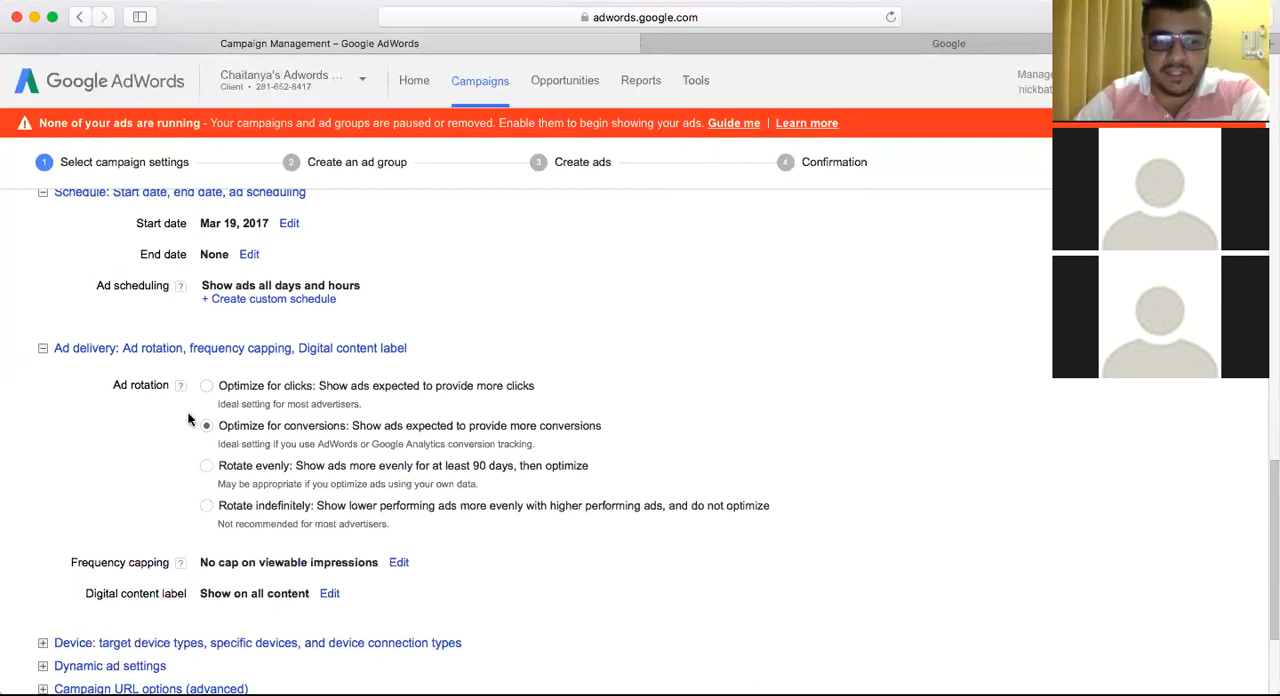 adwords.google.com
Campaign Management – Google AdWords
Google
Google AdWords
Chaitanya's Adwords ...
Client • 281-652-8417
Home
Campaigns
Opportunities
Reports
Tools
None of your ads are running - Your campaigns and ad groups are paused or removed. Enable them to begin showing your ads. Guide me | Learn more
1 Select campaign settings
2 Create an ad group
3 Create ads
4 Confirmation
Schedule: Start date, end date, ad scheduling
Start date Mar 19, 2017 Edit
End date None Edit
Ad scheduling ? Show ads all days and hours
+ Create custom schedule
Ad delivery: Ad rotation, frequency capping, Digital content label
Ad rotation ? Optimize for clicks: Show ads expected to provide more clicks
Ideal setting for most advertisers.
Optimize for conversions: Show ads expected to provide more conversions
Ideal setting if you use AdWords or Google Analytics conversion tracking.
Rotate evenly: Show ads more evenly for at least 90 days, then optimize
May be appropriate if you optimize ads using your own data.
Rotate indefinitely: Show lower performing ads more evenly with higher performing ads, and do not optimize
Not recommended for most advertisers.
Frequency capping ? No cap on viewable impressions Edit
Digital content label Show on all content Edit
Device: target device types, specific devices, and device connection types
Dynamic ad settings
Campaign URL options (advanced)